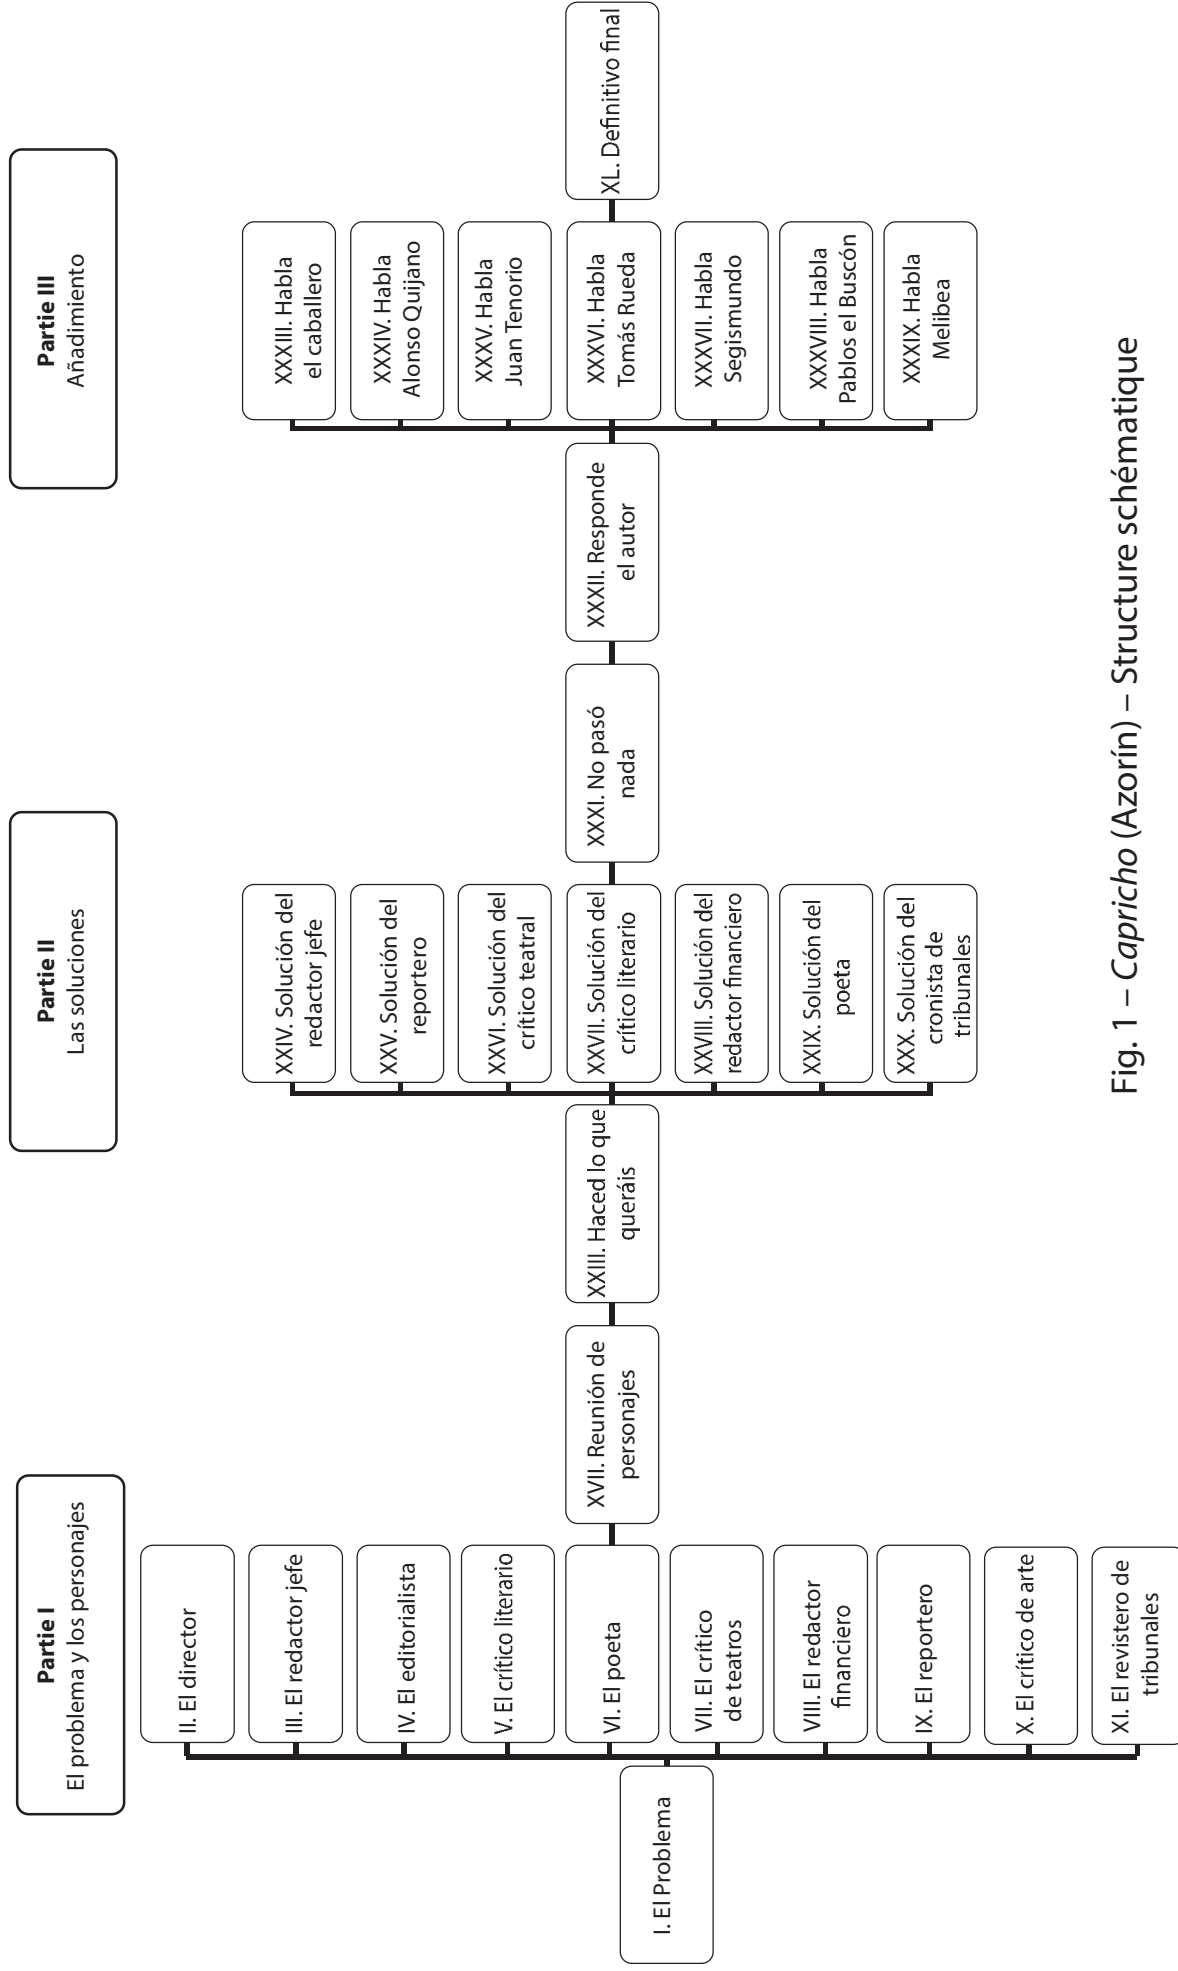 Partie I
El problema y los personajes
Partie II
Las soluciones
Partie III
Añadimiento
I. El Problema
II. El director
III. El redactor jefe
IV. El editorialista
V. El crítico literario
VI. El poeta
VII. El crítico
de teatros
VIII. El redactor
financiero
IX. El reportero
X. El crítico de arte
XI. El revistero de
tribunales
XVII. Reunión de
personajes
XXIII. Haced lo que
queráis
XXIV. Solución del
redactor jefe
XXV. Solución del
reportero
XXVI. Solución del
crítico teatral
XXVII. Solución del
crítico literario
XXVIII. Solución del
redactor financiero
XXIX. Solución del
poeta
XXX. Solución del
cronista de
tribunales
XXXI. No pasó
nada
XXXII. Responde
el autor
XXXIII. Habla
el caballero
XXXIV. Habla
Alonso Quijano
XXXV. Habla
Juan Tenorio
XXXVI. Habla
Tomás Rueda
XXXVII. Habla
Segismundo
XXXVIII. Habla
Pablos el Buscón
XXXIX. Habla
Melibea
XL. Definitivo final
Fig. 1 – Capricho (Azorín) – Structure schématique